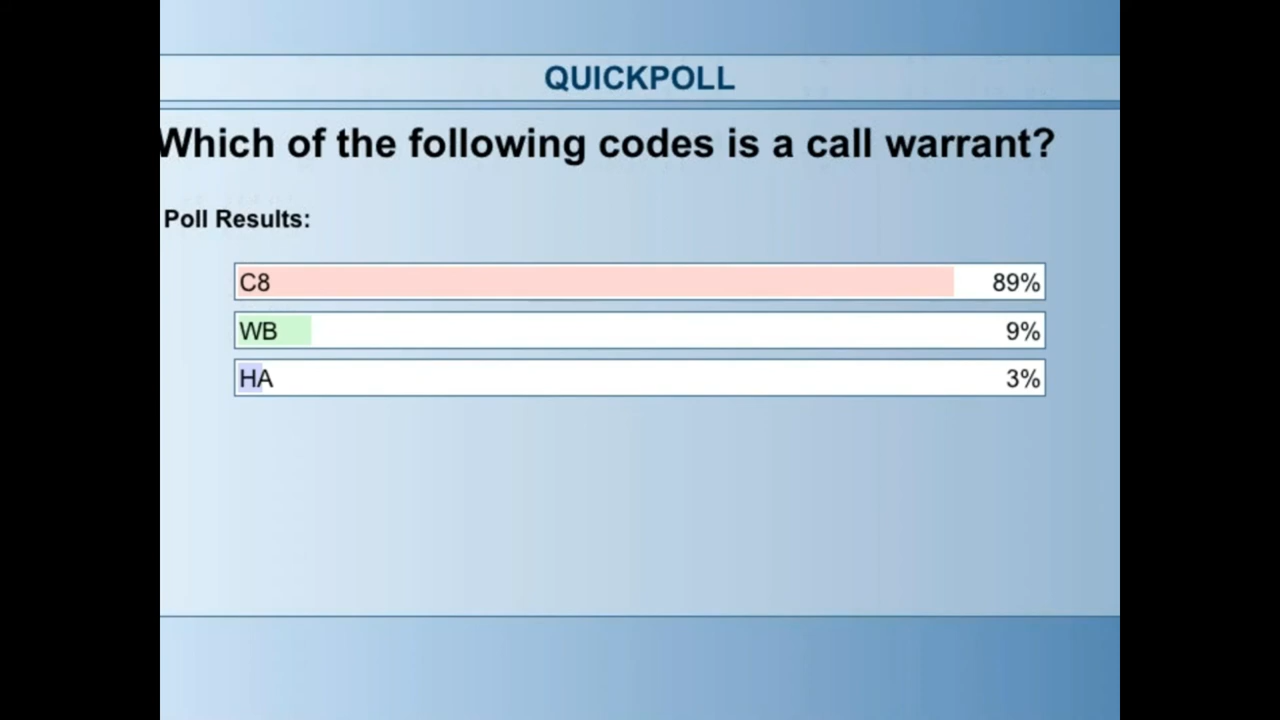 QUICKPOLL
Which of the following codes is a call warrant?
Poll Results:
C8 89%
WB 9%
HA 3%